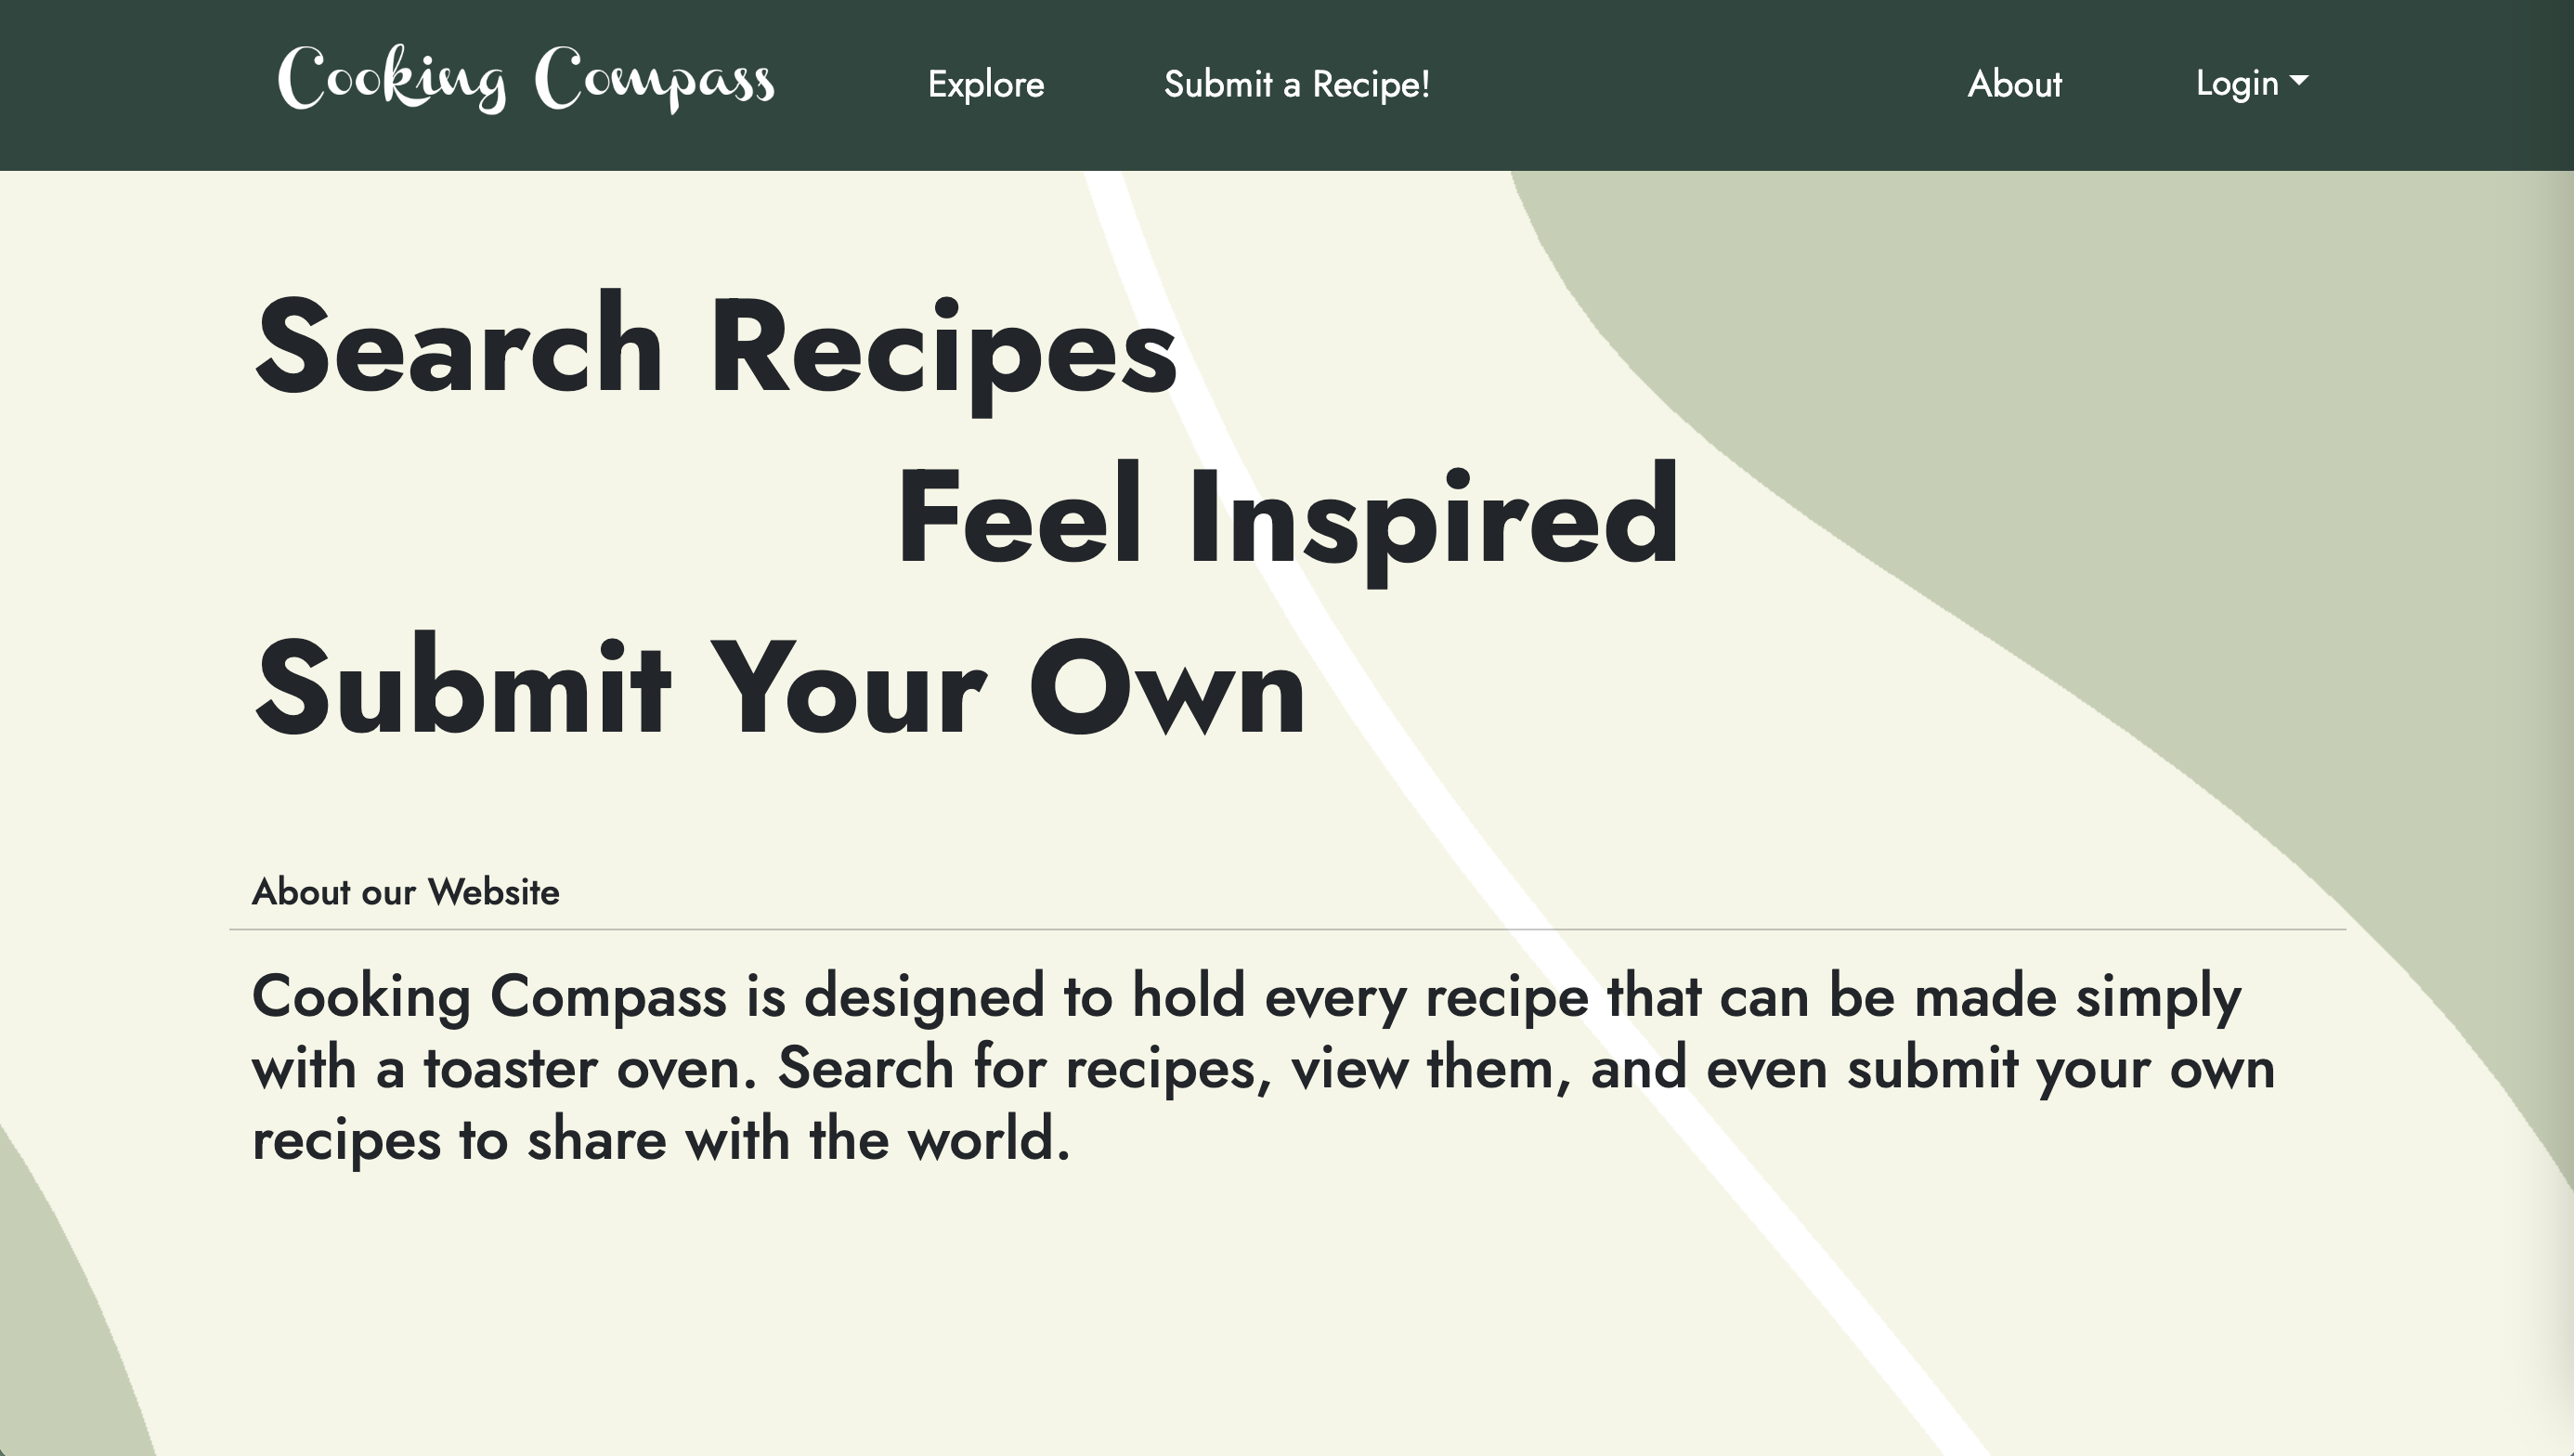 Cooking Compass Explore Submit a Recipe! About Login
Search Recipes
Feel Inspired
Submit Your Own
About our Website
Cooking Compass is designed to hold every recipe that can be made simply
with a toaster oven. Search for recipes, view them, and even submit your own
recipes to share with the world.